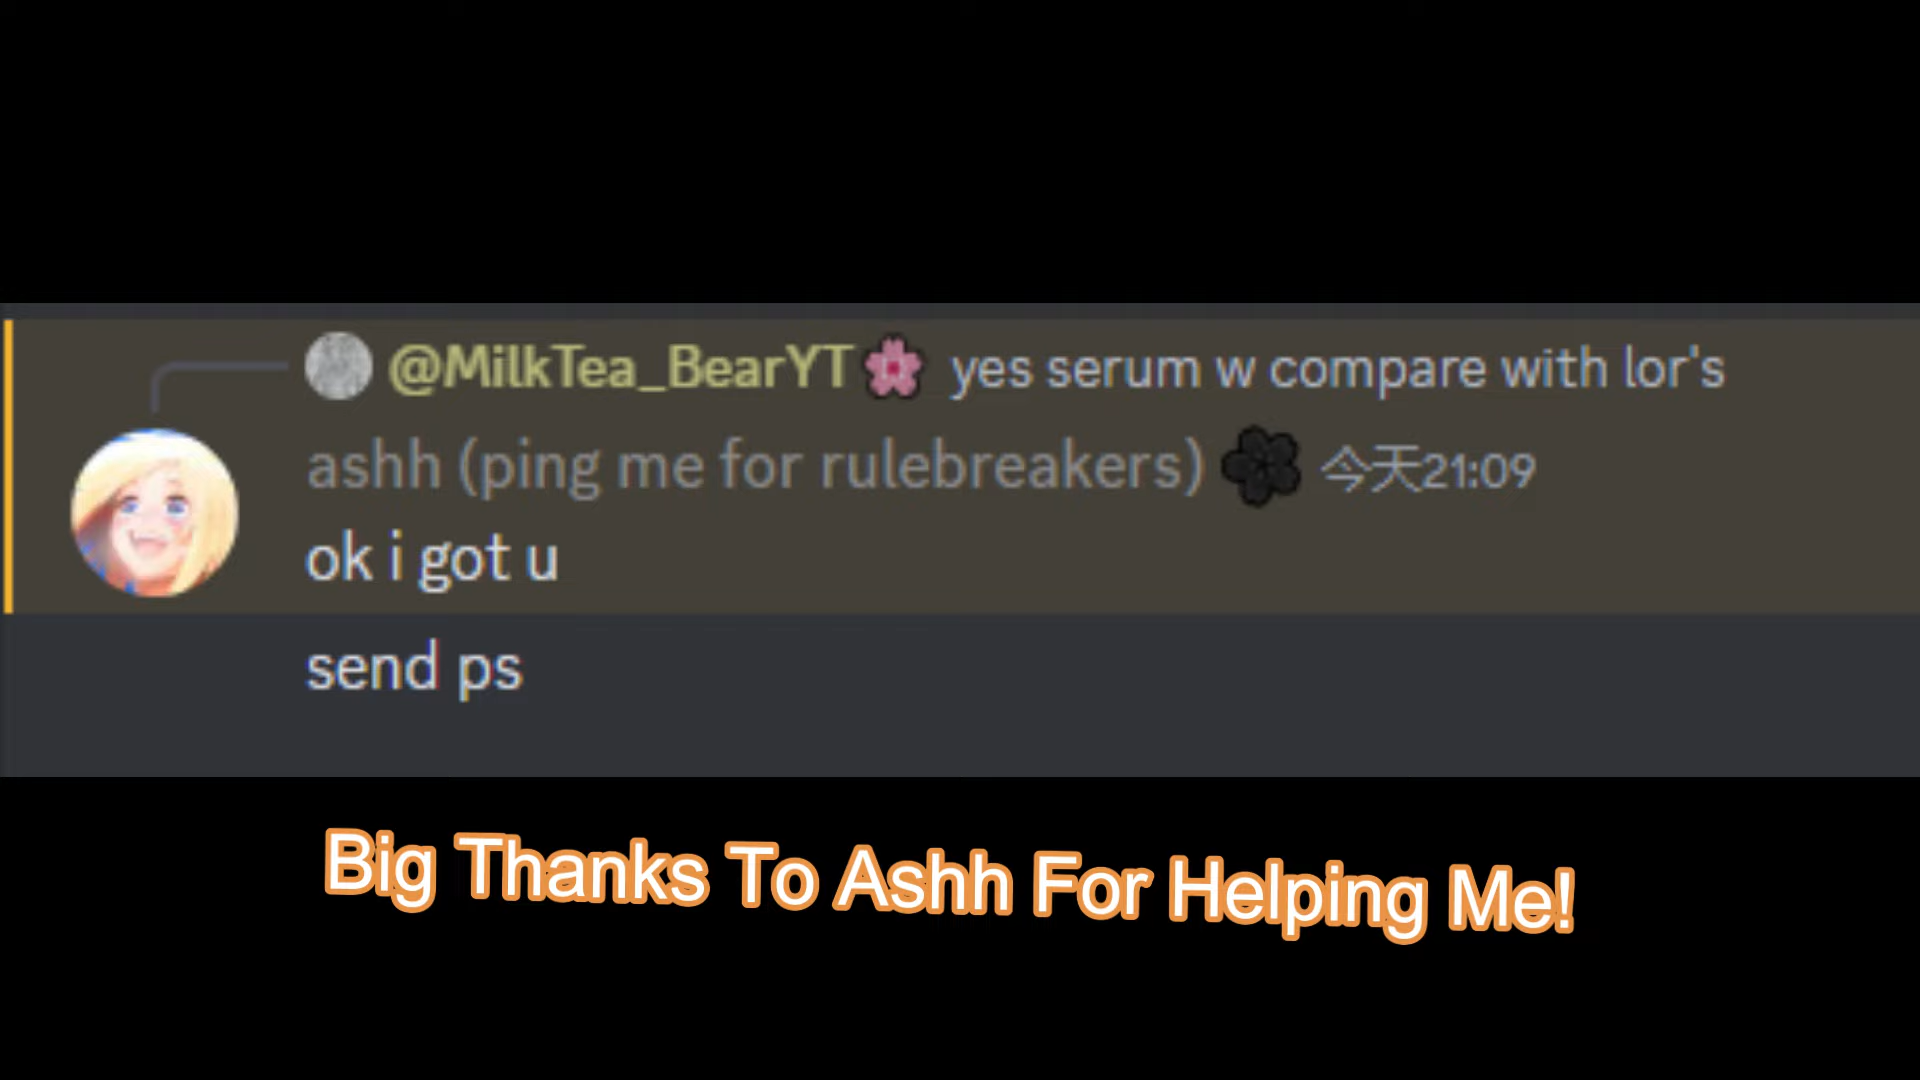 @MilkTea_BearYT🌸 yes serum w compare with lor's
ashh (ping me for rulebreakers) 今天21:09
ok i got u
send ps
Big Thanks To Ashh For Helping Me!